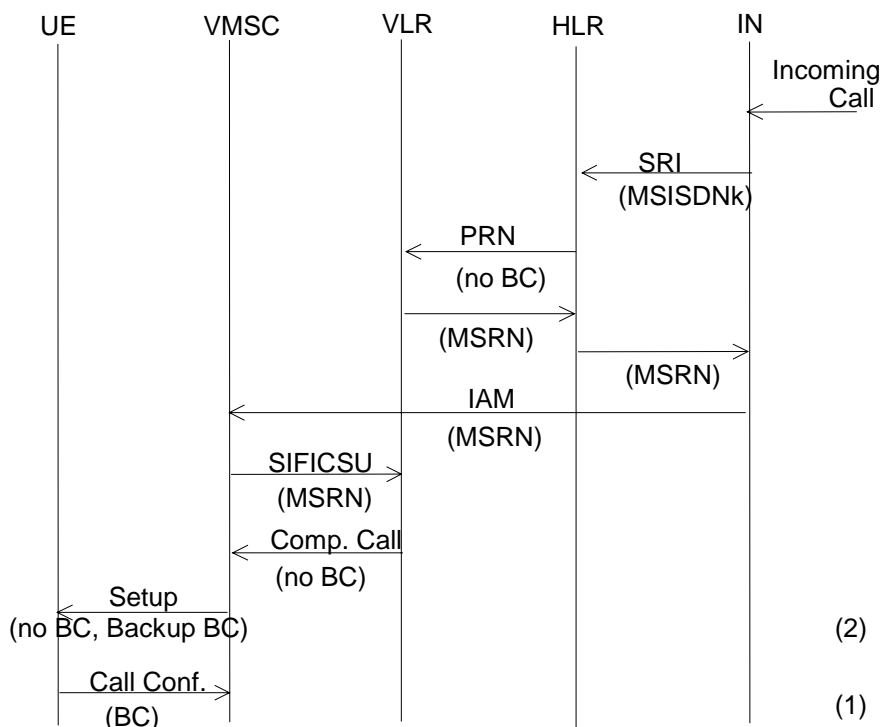 UE VMSC VLR HLR IN
Incoming
Call
SRI
(MSISDNk)
PRN
(no BC)
(MSRN)
(MSRN)
IAM
(MSRN)
SIFICSU
(MSRN)
Comp. Call
(no BC)
Setup
(no BC, Backup BC) (2)
Call Conf.
(BC) (1)